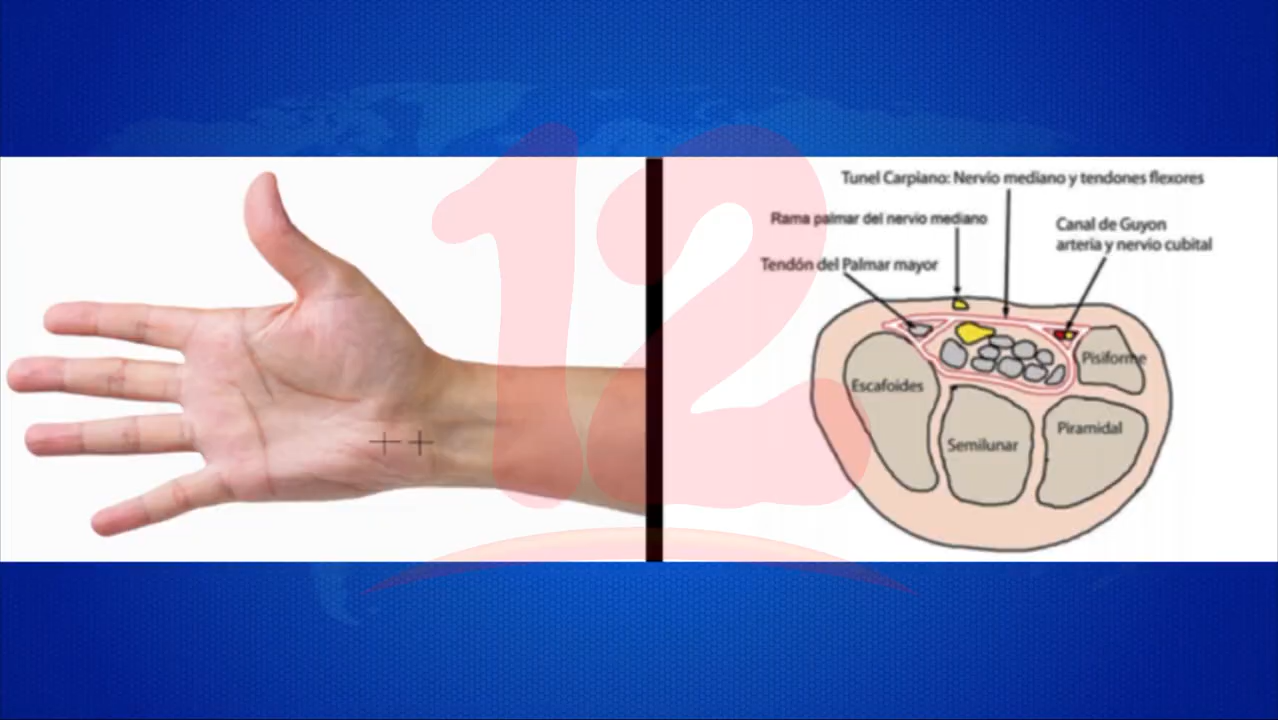 12
Tunel Carpiano: Nervio mediano y tendones flexores
Rama palmar del nervio mediano
Canal de Guyon
arteria y nervio cubital
Tendón del Palmar mayor
Pisiforme
Escafoides
Piramidal
Semilunar